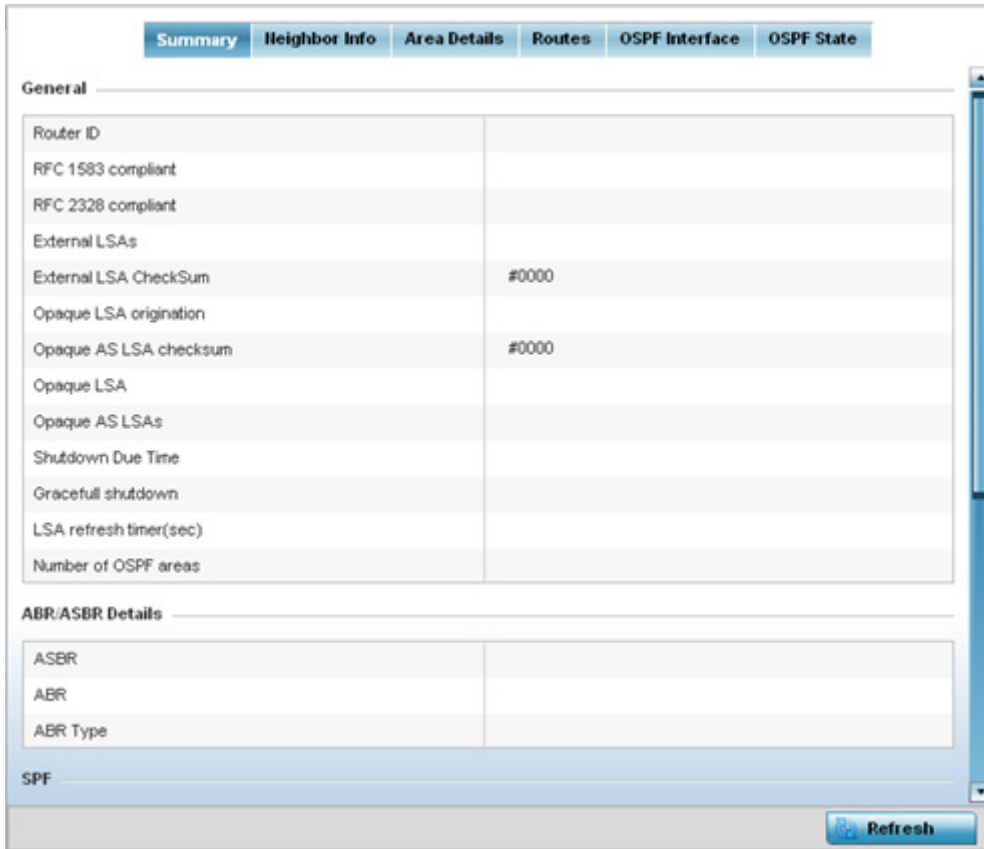 Summary Neighbor Info Area Details Routes OSPF Interface OSPF State
General
Router ID
RFC 1583 compliant
RFC 2328 compliant
External LSAs
External LSA CheckSum #0000
Opaque LSA origination
Opaque AS LSA checksum #0000
Opaque LSA
Opaque AS LSAs
Shutdown Due Time
Gracefull shutdown
LSA refresh timer(sec)
Number of OSPF areas
ABR/ASBR Details
ASBR
ABR
ABR Type
SPF
Refresh